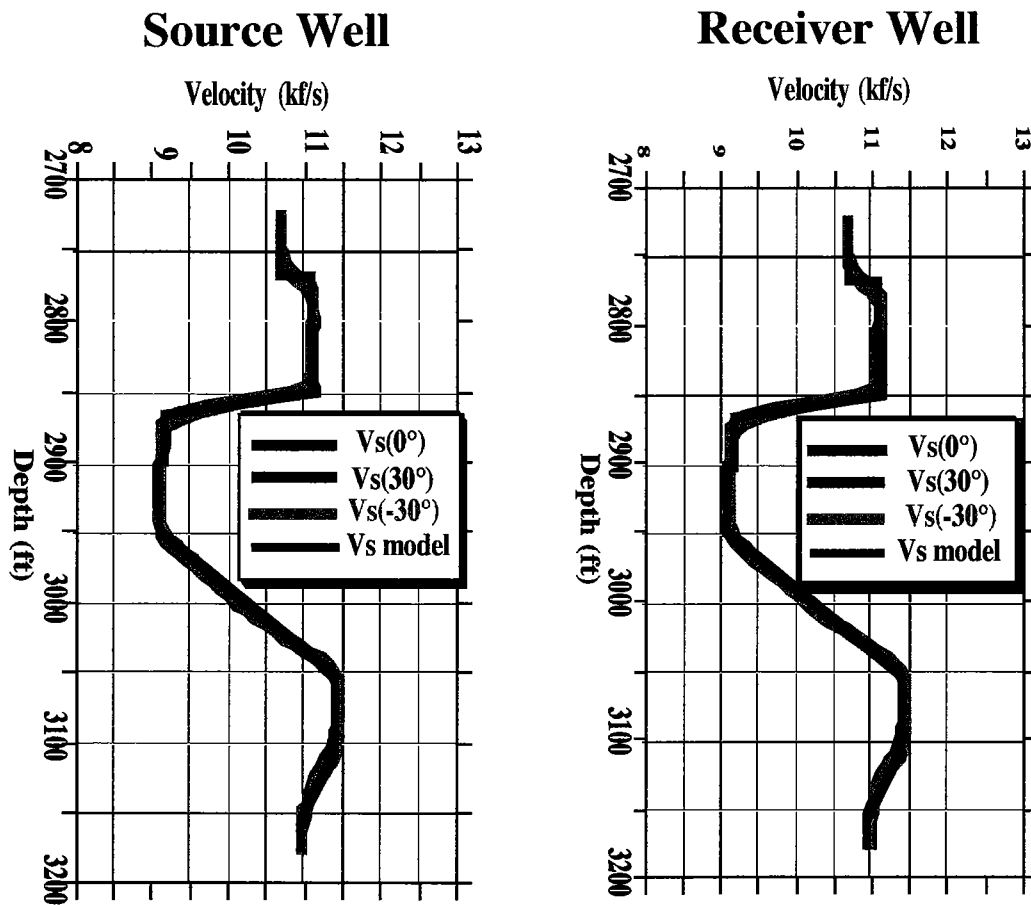 Source Well
Velocity (kf/s)
8 9 10 11 12 13
2700
2800
2900
3000
3100
3200
Depth (ft)
Vs(0°)
Vs(30°)
Vs(-30°)
Vs model
Receiver Well
Velocity (kf/s)
8 9 10 11 12 13
2700
2800
2900
3000
3100
3200
Depth (ft)
Vs(0°)
Vs(30°)
Vs(-30°)
Vs model